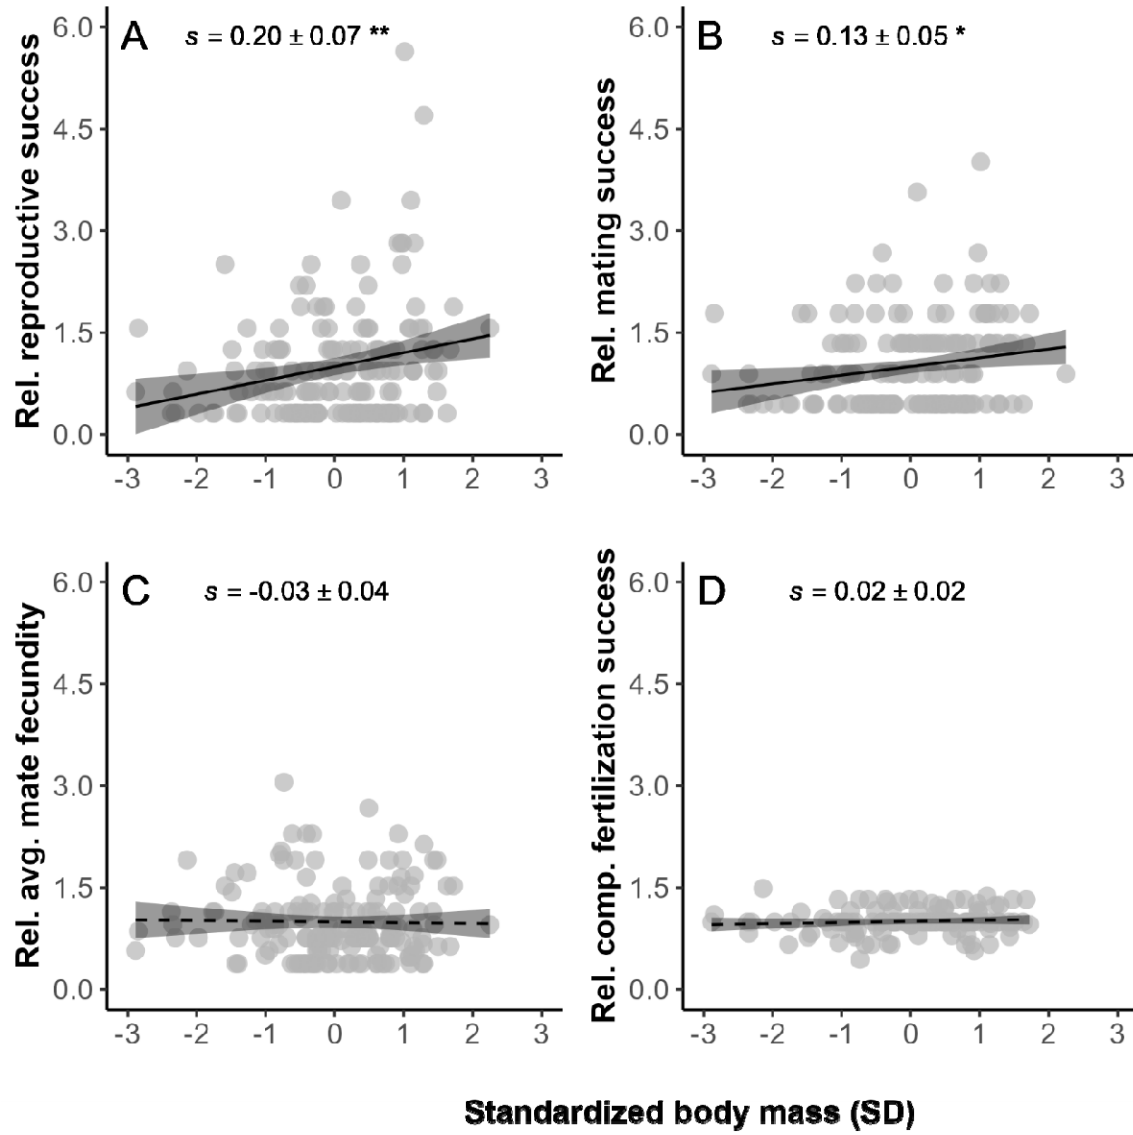 A
s = 0.20 ± 0.07 **
Rel. reproductive success
6.0
4.5
3.0
1.5
0.0
-3 -2 -1 0 1 2 3
B
s = 0.13 ± 0.05 *
Rel. mating success
6.0
4.5
3.0
1.5
0.0
-3 -2 -1 0 1 2 3
C
s = -0.03 ± 0.04
Rel. avg. mate fecundity
6.0
4.5
3.0
1.5
0.0
-3 -2 -1 0 1 2 3
D
s = 0.02 ± 0.02
Rel. comp. fertilization success
6.0
4.5
3.0
1.5
0.0
-3 -2 -1 0 1 2 3
Standardized body mass (SD)